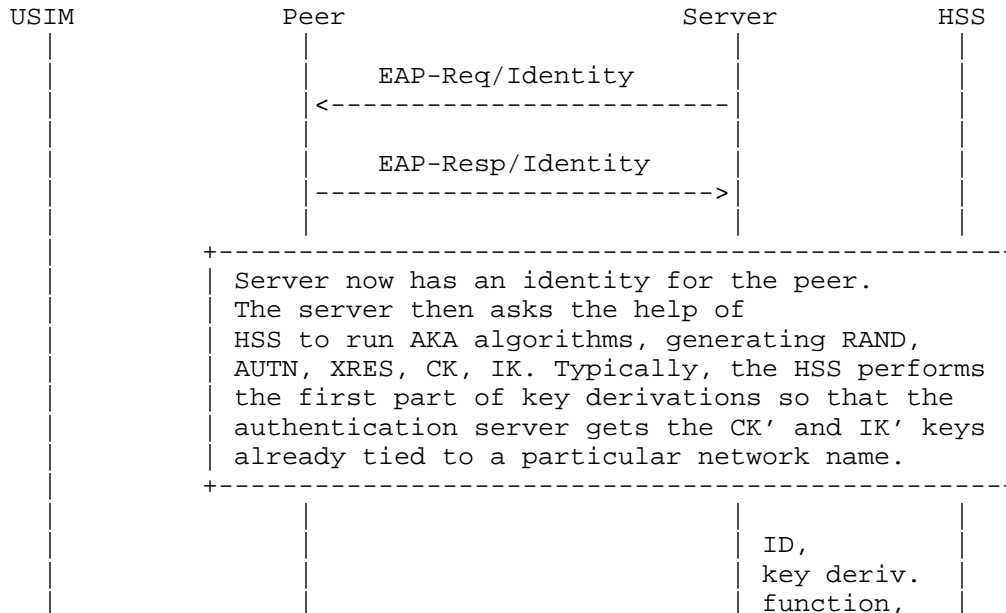 USIM Peer Server HSS
EAP-Req/Identity
EAP-Resp/Identity
Server now has an identity for the peer.
The server then asks the help of
HSS to run AKA algorithms, generating RAND,
AUTN, XRES, CK, IK. Typically, the HSS performs
the first part of key derivations so that the
authentication server gets the CK’ and IK’ keys
already tied to a particular network name.
ID,
key deriv.
function,